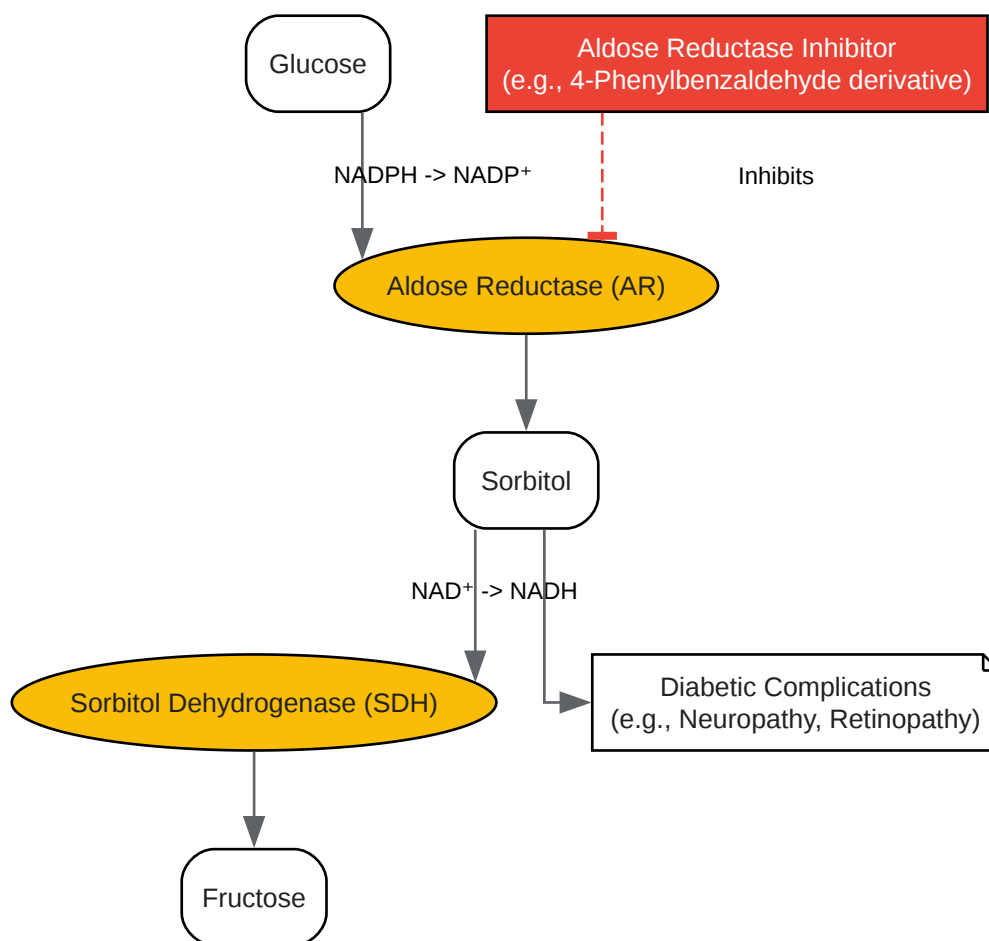 Glucose
Aldose Reductase Inhibitor
(e.g., 4-Phenylbenzaldehyde derivative)
NADPH -> NADP⁺
Inhibits
Aldose Reductase (AR)
Sorbitol
NAD⁺ -> NADH
Sorbitol Dehydrogenase (SDH)
Diabetic Complications
(e.g., Neuropathy, Retinopathy)
Fructose